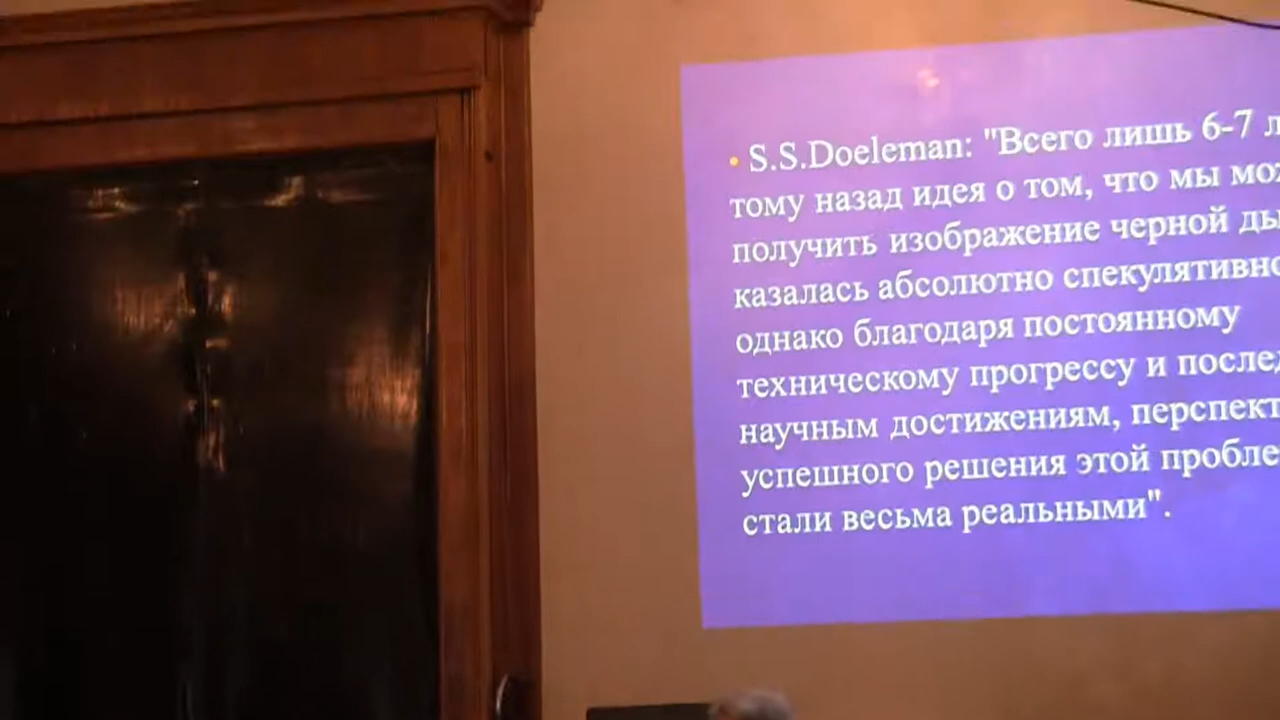 • S.S.Doeleman: "Всего лишь 6-7
тому назад идея о том, что мы
получить изображение черной
казалась абсолютно
однако благодаря постоянному
техническому прогрессу и
научным достижениям,
успешного решения этой
стали весьма реальными".